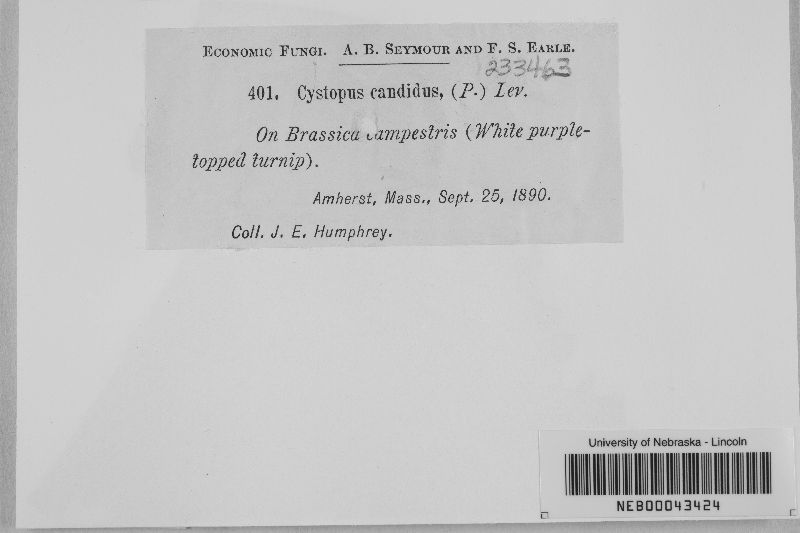 ECONOMIC FUNGI. A. B. SEYMOUR AND F. S. EARLE.
233463
401. Cystopus candidus, (P.) Lev.
On Brassica campestris (White purple-
topped turnip).
Amherst, Mass., Sept. 25, 1890.
Coll. J. E. Humphrey.
University of Nebraska - Lincoln
NEB00043424